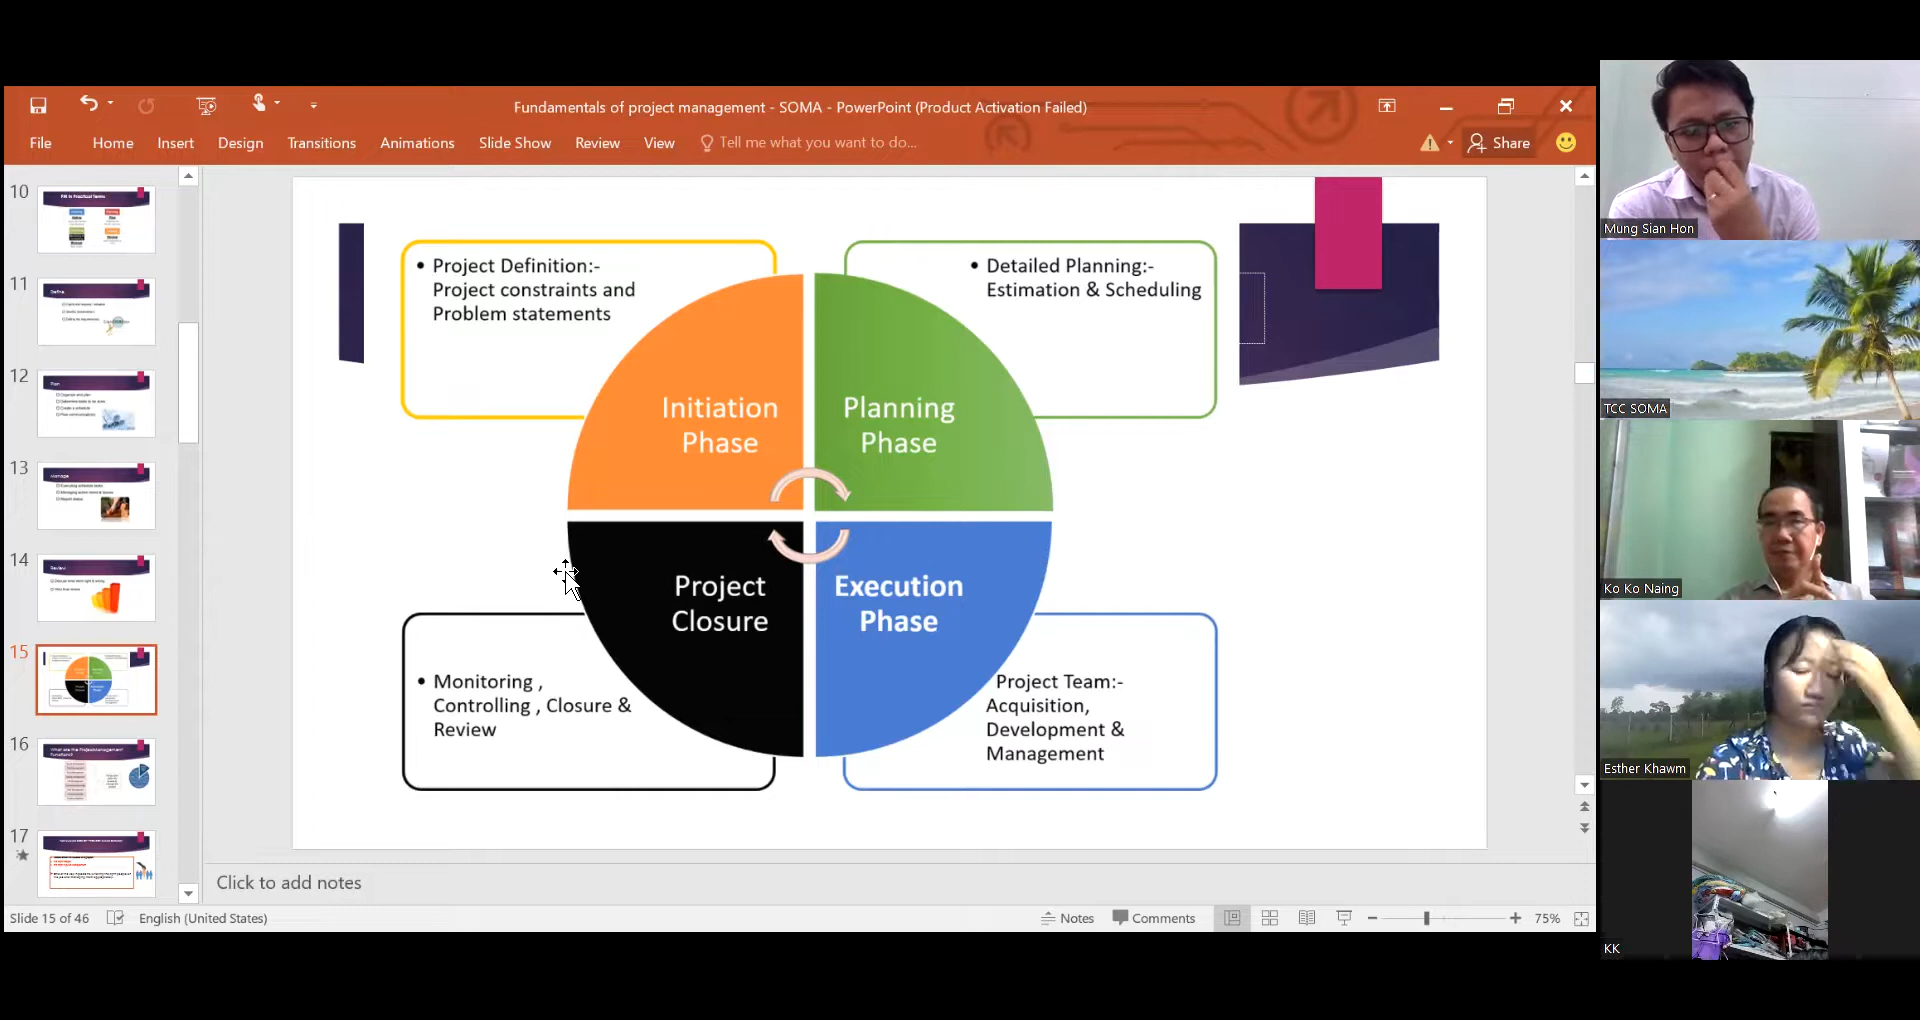 Fundamentals of project management - SOMA - PowerPoint (Product Activation Failed)
File Home Insert Design Transitions Animations Slide Show Review View Tell me what you want to do... Share
10
11
12
13
14
15
16
17
Define
Plan
Manage
Review
• Project Definition:-
Project constraints and
Problem statements
• Detailed Planning:-
Estimation & Scheduling
Initiation
Phase
Planning
Phase
Project
Closure
Execution
Phase
• Monitoring ,
Controlling , Closure &
Review
Project Team:-
Acquisition,
Development &
Management
Click to add notes
Slide 15 of 46 English (United States) Notes Comments 75%
Mung Sian Hon
TCC SOMA
Ko Ko Naing
Esther Khawm
KK